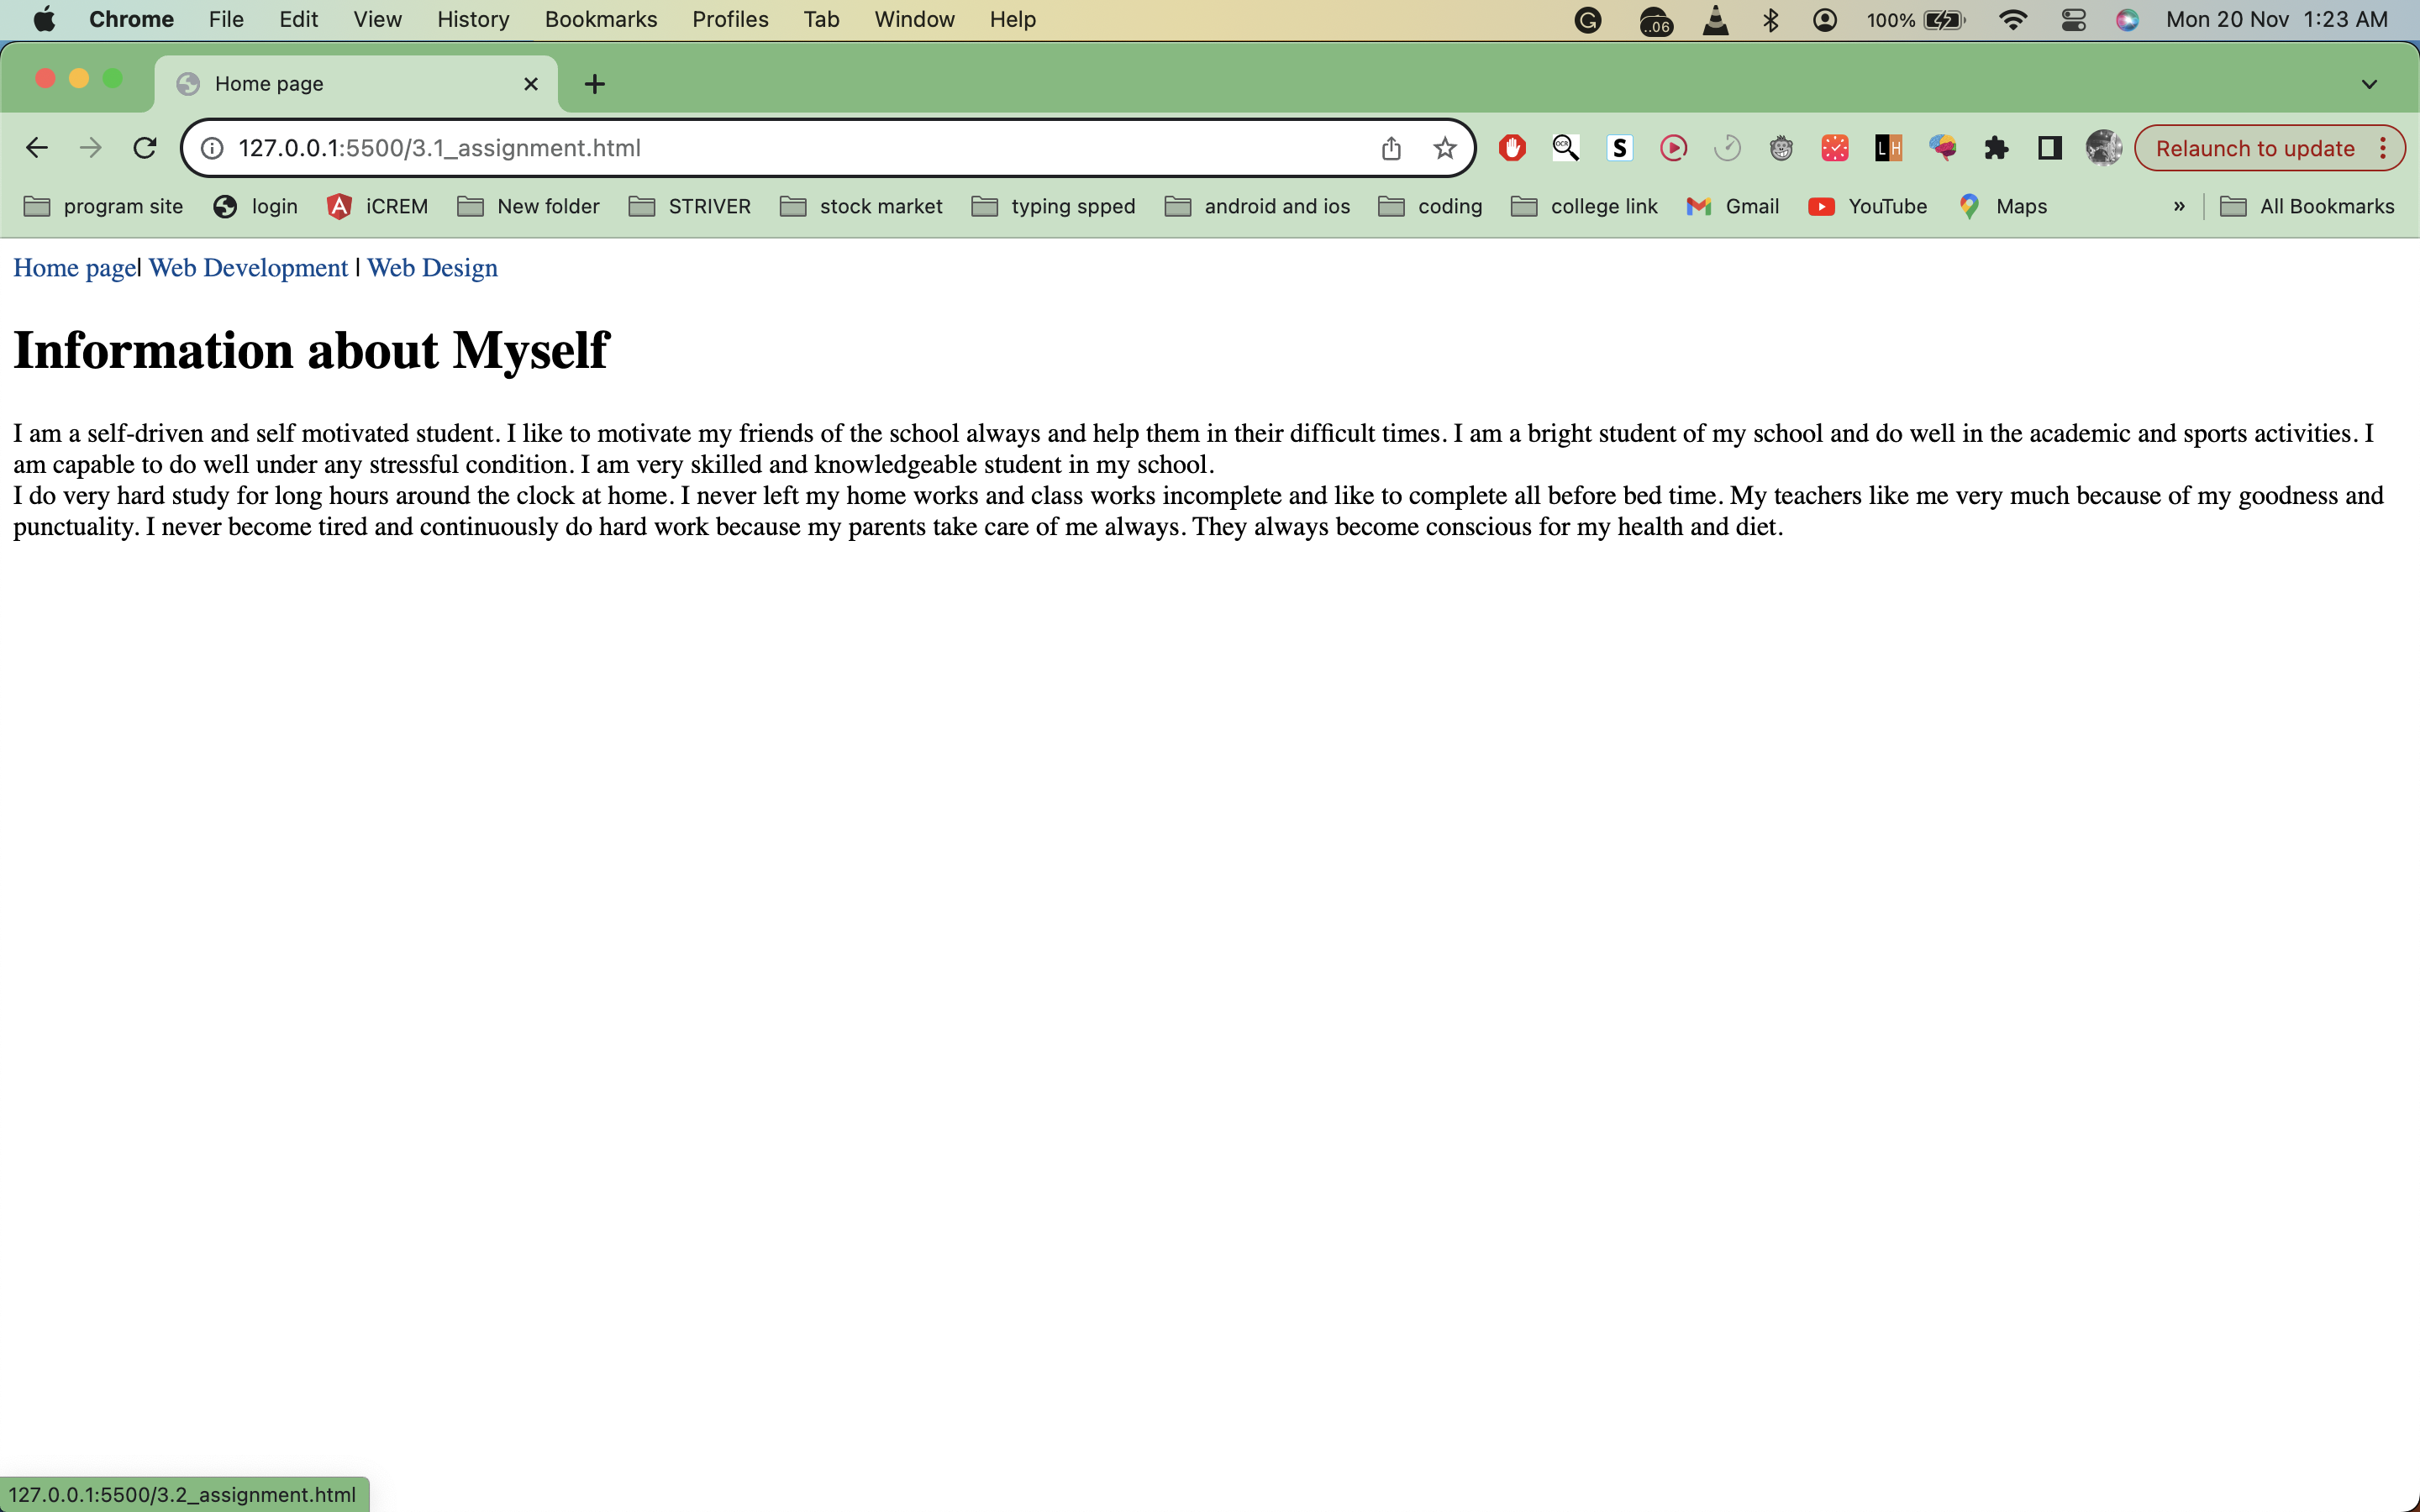 Chrome File Edit View History Bookmarks Profiles Tab Window Help ..06 100% Mon 20 Nov 1:23 AM
Home page
127.0.0.1:5500/3.1_assignment.html OCR S L H Relaunch to update
program site login iCREM New folder STRIVER stock market typing spped android and ios coding college link Gmail YouTube Maps » All Bookmarks
Home page| Web Development | Web Design
Information about Myself
I am a self-driven and self motivated student. I like to motivate my friends of the school always and help them in their difficult times. I am a bright student of my school and do well in the academic and sports activities. I
am capable to do well under any stressful condition. I am very skilled and knowledgeable student in my school.
I do very hard study for long hours around the clock at home. I never left my home works and class works incomplete and like to complete all before bed time. My teachers like me very much because of my goodness and
punctuality. I never become tired and continuously do hard work because my parents take care of me always. They always become conscious for my health and diet.
127.0.0.1:5500/3.2_assignment.html